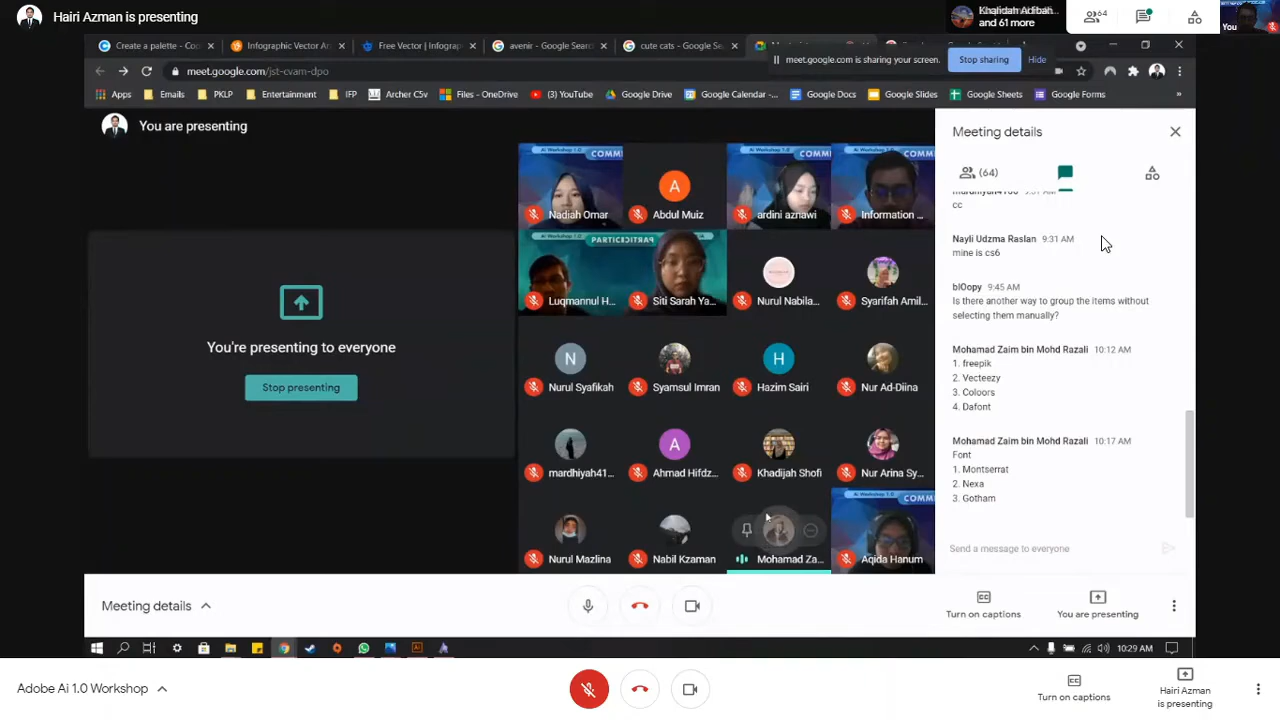 Hairi Azman is presenting
and 61 more
64
You
Create a palette - Coo
Infographic Vector Ar
Free Vector | Infograp
avenir - Google Search
cute cats - Google Sea
meet.google.com is sharing your screen.
Stop sharing
Hide
meet.google.com/jst-cvam-dpo
Apps
Emails
PKLP
Entertainment
IFP
Archer C5v
Files - OneDrive
(3) YouTube
Google Drive
Google Calendar -...
Google Docs
Google Slides
Google Sheets
Google Forms
»
You are presenting
You're presenting to everyone
Stop presenting
Nadiah Omar
Abdul Muiz
ardini aznawi
Information ...
PARTICIPANT
Luqmannul H...
Siti Sarah Ya...
Nurul Nabila...
Syarifah Amil...
N
Nurul Syafikah
Syamsul Imran
H
Hazim Sairi
Nur Ad-Diina
mardhiyah41...
A
Ahmad Hifdz...
Khadijah Shofi
Nur Arina Sy...
Nurul Mazlina
Nabil Kzaman
Mohamad Za...
Aqida Hanum
Meeting details
(64)
cc
Nayli Udzma Raslan 9:31 AM
mine is cs6
bl0opy 9:45 AM
Is there another way to group the items without
selecting them manually?
Mohamad Zaim bin Mohd Razali 10:12 AM
1. freepik
2. Vecteezy
3. Coloors
4. Dafont
Mohamad Zaim bin Mohd Razali 10:17 AM
Font
1. Montserrat
2. Nexa
3. Gotham
Send a message to everyone
Meeting details
Turn on captions
You are presenting
10:29 AM
Adobe Ai 1.0 Workshop
Turn on captions
Hairi Azman
is presenting